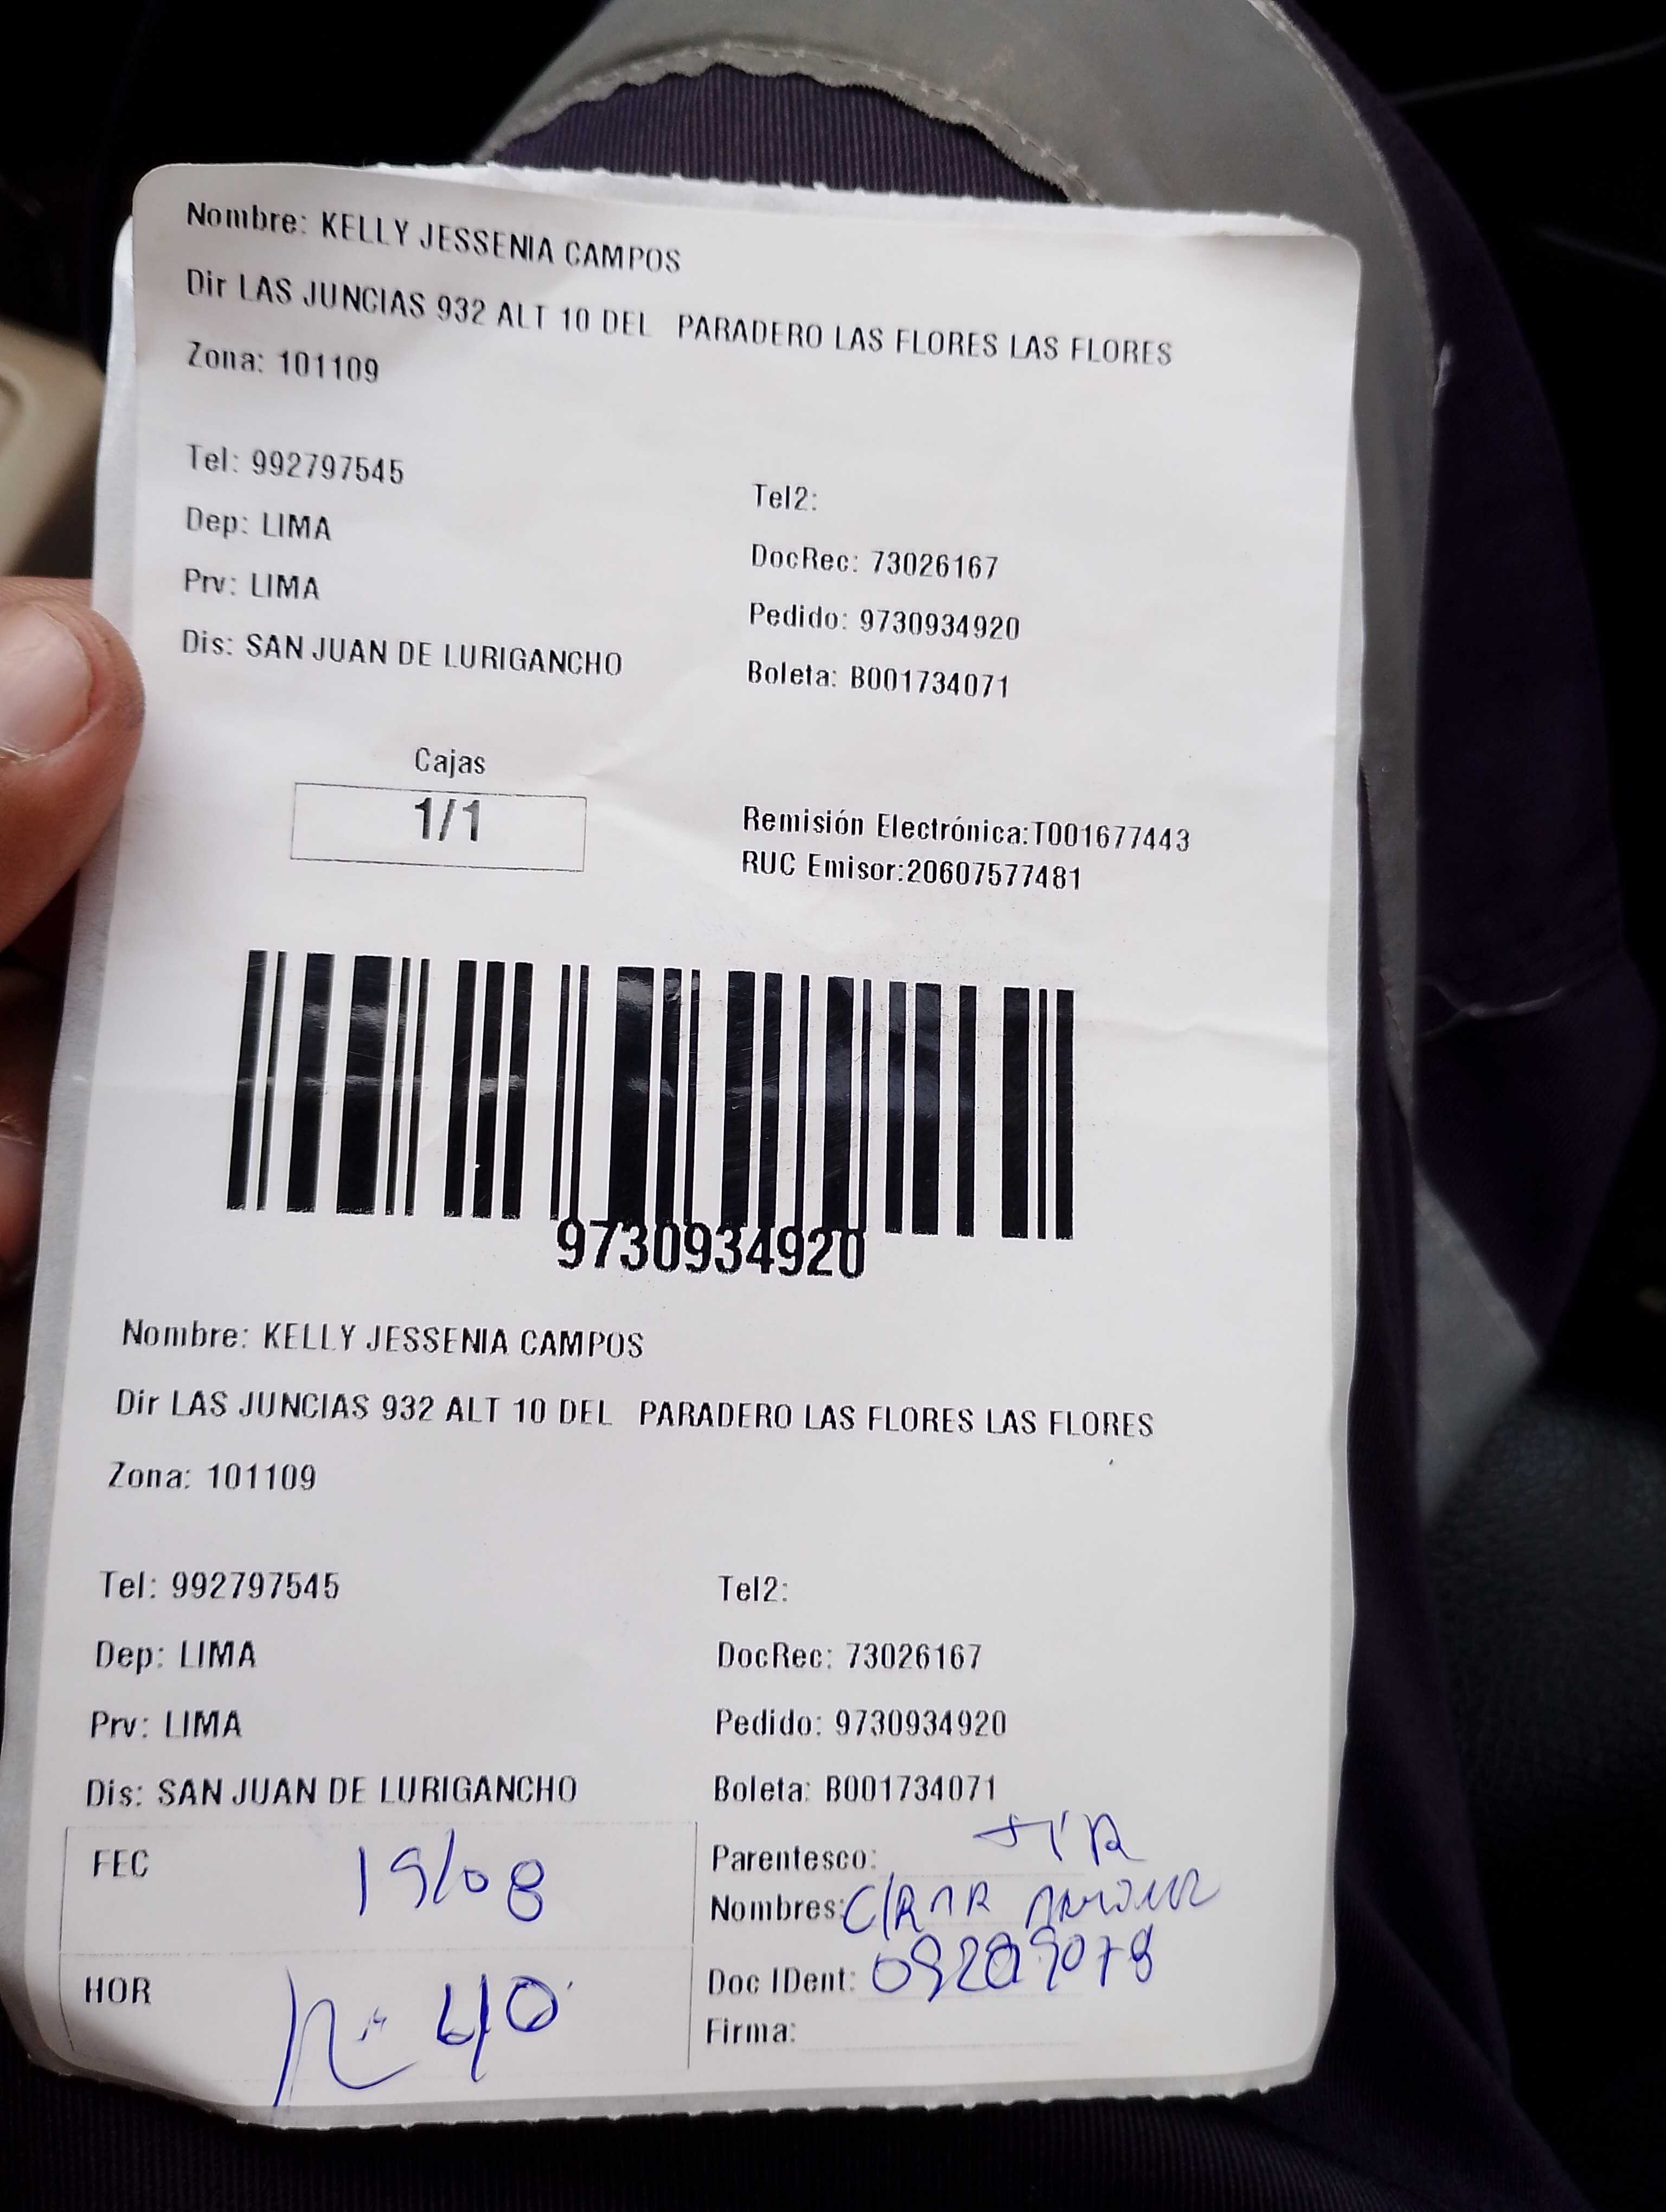 Nombre: KELLY JESSENIA CAMPOS
Dir LAS JUNCIAS 932 ALT 10 DEL PARADERO LAS FLORES LAS FLORES
Zona: 101109
Tel: 992797545
Tel2:
Dep: LIMA
DocRec: 73026167
Prv: LIMA
Pedido: 9730934920
Dis: SAN JUAN DE LURIGANCHO
Boleta: B001734071
Cajas
1/1
Remisión Electrónica:T001677443
RUC Emisor:20607577481
9730934920
Nombre: KELLY JESSENIA CAMPOS
Dir LAS JUNCIAS 932 ALT 10 DEL PARADERO LAS FLORES LAS FLORES
Zona: 101109
Tel: 992797545
Tel2:
Dep: LIMA
DocRec: 73026167
Prv: LIMA
Pedido: 9730934920
Dis: SAN JUAN DE LURIGANCHO
Boleta: B001734071
FEC 19/08
Parentesco:
Nombres:
HOR
Doc IDent:
Firma: